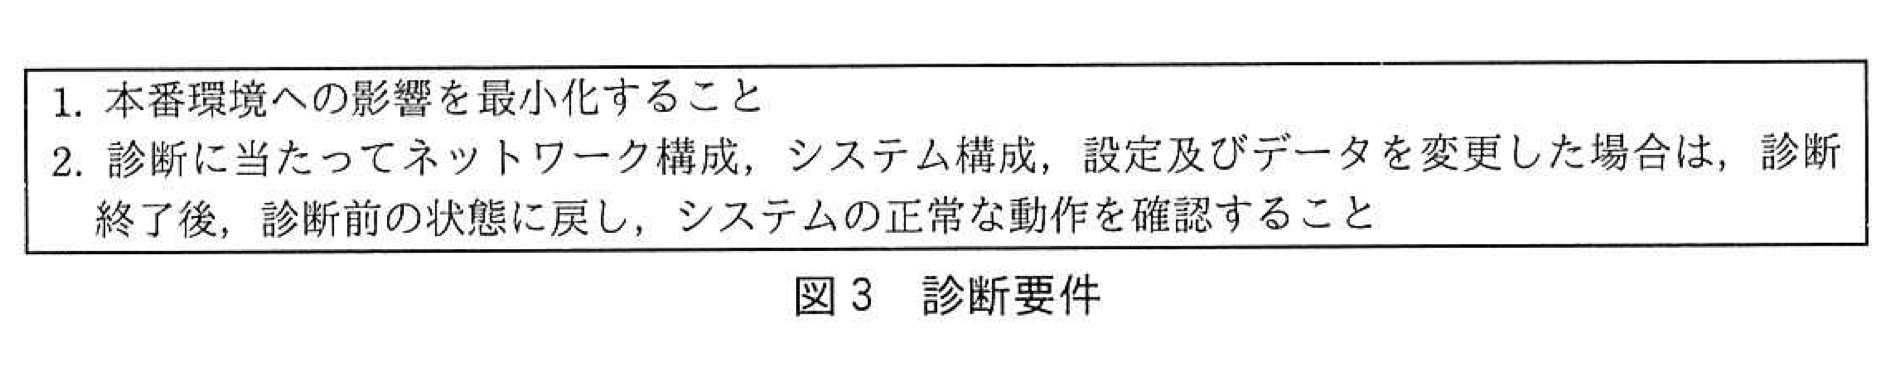 1. 本番環境への影響を最小化すること
2. 診断に当たってネットワーク構成，システム構成，設定及びデータを変更した場合は，診断
終了後，診断前の状態に戻し，システムの正常な動作を確認すること
図3　診断要件